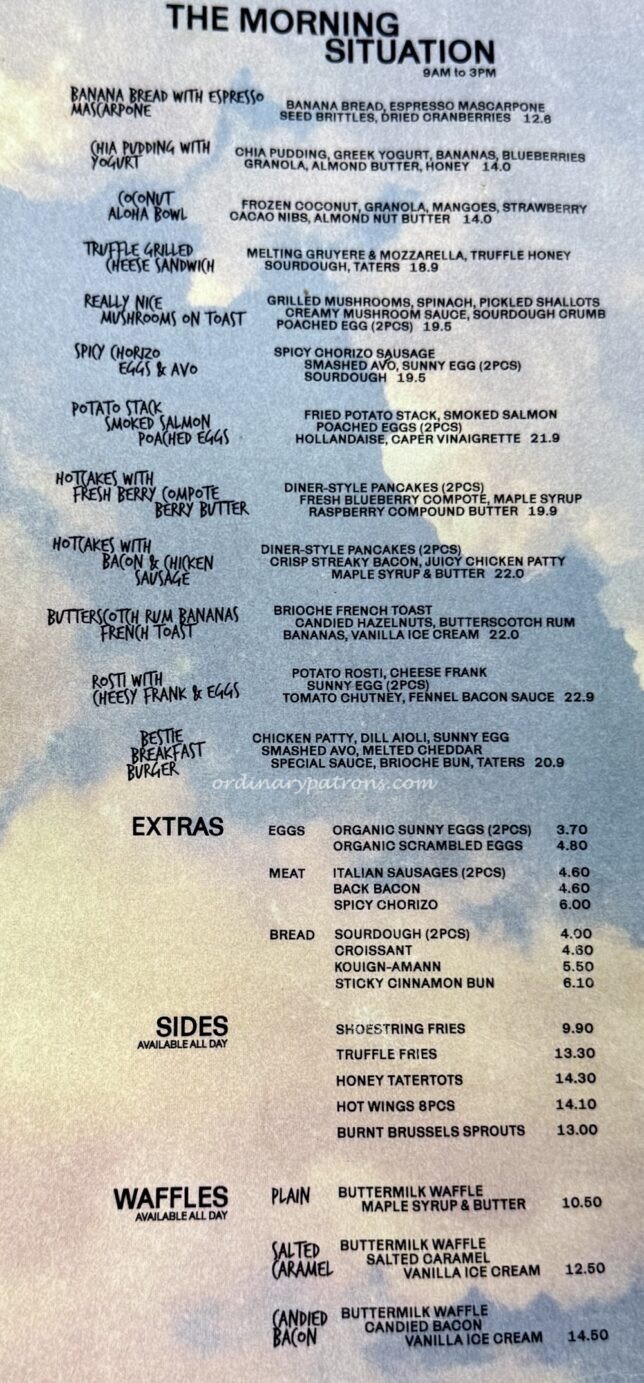 THE MORNING
SITUATION
9AM to 3PM
BANANA BREAD WITH ESPRESSO
MASCARPONE
BANANA BREAD, ESPRESSO MASCARPONE
SEED BRITTLES, DRIED CRANBERRIES 12.8
CHIA PUDDING WITH
YOGURT
CHIA PUDDING, GREEK YOGURT, BANANAS, BLUEBERRIES
GRANOLA, ALMOND BUTTER, HONEY 14.0
COCONUT
ALOHA BOWL
FROZEN COCONUT, GRANOLA, MANGOES, STRAWBERRY
CACAO NIBS, ALMOND NUT BUTTER 14.0
TRUFFLE GRILLED
CHEESE SANDWICH
MELTING GRUYERE & MOZZARELLA, TRUFFLE HONEY
SOURDOUGH, TATERS 18.9
REALLY NICE
MUSHROOMS ON TOAST
GRILLED MUSHROOMS, SPINACH, PICKLED SHALLOTS
CREAMY MUSHROOM SAUCE, SOURDOUGH CRUMB
POACHED EGG (2PCS) 19.5
SPICY CHORIZO
EGGS & AVO
SPICY CHORIZO SAUSAGE
SMASHED AVO, SUNNY EGG (2PCS)
SOURDOUGH 19.5
POTATO STACK
SMOKED SALMON
POACHED EGGS
FRIED POTATO STACK, SMOKED SALMON
POACHED EGGS (2PCS)
HOLLANDAISE, CAPER VINAIGRETTE 21.9
HOTCAKES WITH
FRESH BERRY COMPOTE
BERRY BUTTER
DINER-STYLE PANCAKES (2PCS)
FRESH BLUEBERRY COMPOTE, MAPLE SYRUP
RASPBERRY COMPOUND BUTTER 19.9
HOTCAKES WITH
BACON & CHICKEN
SAUSAGE
DINER-STYLE PANCAKES (2PCS)
CRISP STREAKY BACON, JUICY CHICKEN PATTY
MAPLE SYRUP & BUTTER 22.0
BUTTERSCOTCH RUM BANANAS
FRENCH TOAST
BRIOCHE FRENCH TOAST
CANDIED HAZELNUTS, BUTTERSCOTCH RUM
BANANAS, VANILLA ICE CREAM 22.0
ROSTI WITH
CHEESY FRANK & EGGS
POTATO ROSTI, CHEESE FRANK
SUNNY EGG (2PCS)
TOMATO CHUTNEY, FENNEL BACON SAUCE 22.9
BESTIE
BREAKFAST
BURGER
CHICKEN PATTY, DILL AIOLI, SUNNY EGG
SMASHED AVO, MELTED CHEDDAR
SPECIAL SAUCE, BRIOCHE BUN, TATERS 20.9
ordinarypatrons.com
EXTRAS
EGGS ORGANIC SUNNY EGGS (2PCS) 3.70
ORGANIC SCRAMBLED EGGS 4.80
MEAT ITALIAN SAUSAGES (2PCS) 4.60
BACK BACON 4.60
SPICY CHORIZO 6.00
BREAD SOURDOUGH (2PCS) 4.00
CROISSANT
KOUIGN-AMANN 5.50
STICKY CINNAMON BUN 6.10
SIDES
AVAILABLE ALL DAY
SHOESTRING FRIES 9.90
TRUFFLE FRIES 13.30
HONEY TATERTOTS 14.30
HOT WINGS 8PCS 14.10
BURNT BRUSSELS SPROUTS 13.00
WAFFLES
AVAILABLE ALL DAY
PLAIN BUTTERMILK WAFFLE
MAPLE SYRUP & BUTTER 10.50
SALTED
CARAMEL
BUTTERMILK WAFFLE
SALTED CARAMEL
VANILLA ICE CREAM 12.50
CANDIED
BACON
BUTTERMILK WAFFLE
CANDIED BACON
VANILLA ICE CREAM 14.50